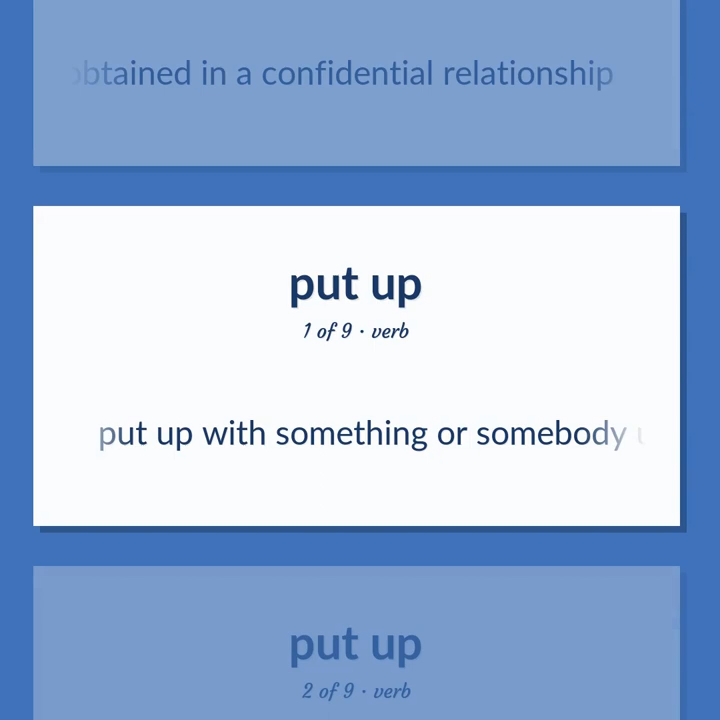 obtained in a confidential relationship
put up
1 of 9 · verb
put up with something or somebody
put up
2 of 9 · verb